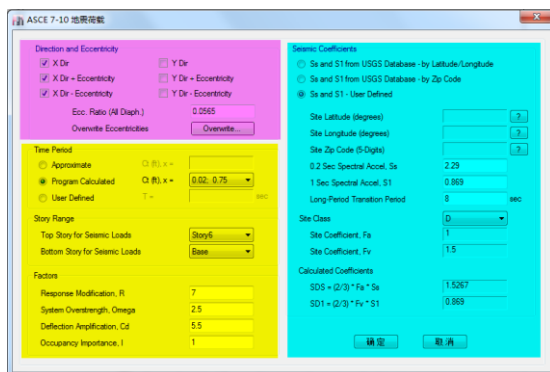 ASCE 7-10 地震荷载
Direction and Eccentricity
X Dir
Y Dir
X Dir + Eccentricity
Y Dir + Eccentricity
X Dir - Eccentricity
Y Dir - Eccentricity
Ecc. Ratio (All Diaph.)
0.0565
Overwrite Eccentricities
Overwrite...
Time Period
Approximate
Ct (ft), x =
Program Calculated
Ct (ft), x =
0.02; 0.75
User Defined
T =
sec
Story Range
Top Story for Seismic Loads
Story6
Bottom Story for Seismic Loads
Base
Factors
Response Modification, R
7
System Overstrength, Omega
2.5
Deflection Amplification, Cd
5.5
Occupancy Importance, I
1
Seismic Coefficients
Ss and S1 from USGS Database - by Latitude/Longitude
Ss and S1 from USGS Database - by Zip Code
Ss and S1 - User Defined
Site Latitude (degrees)
?
Site Longitude (degrees)
?
Site Zip Code (5-Digits)
?
0.2 Sec Spectral Accel, Ss
2.29
1 Sec Spectral Accel, S1
0.869
Long-Period Transition Period
8
sec
Site Class
D
Site Coefficient, Fa
1
Site Coefficient, Fv
1.5
Calculated Coefficients
SDS = (2/3) * Fa * Ss
1.5267
SD1 = (2/3) * Fv * S1
0.869
确定
取消